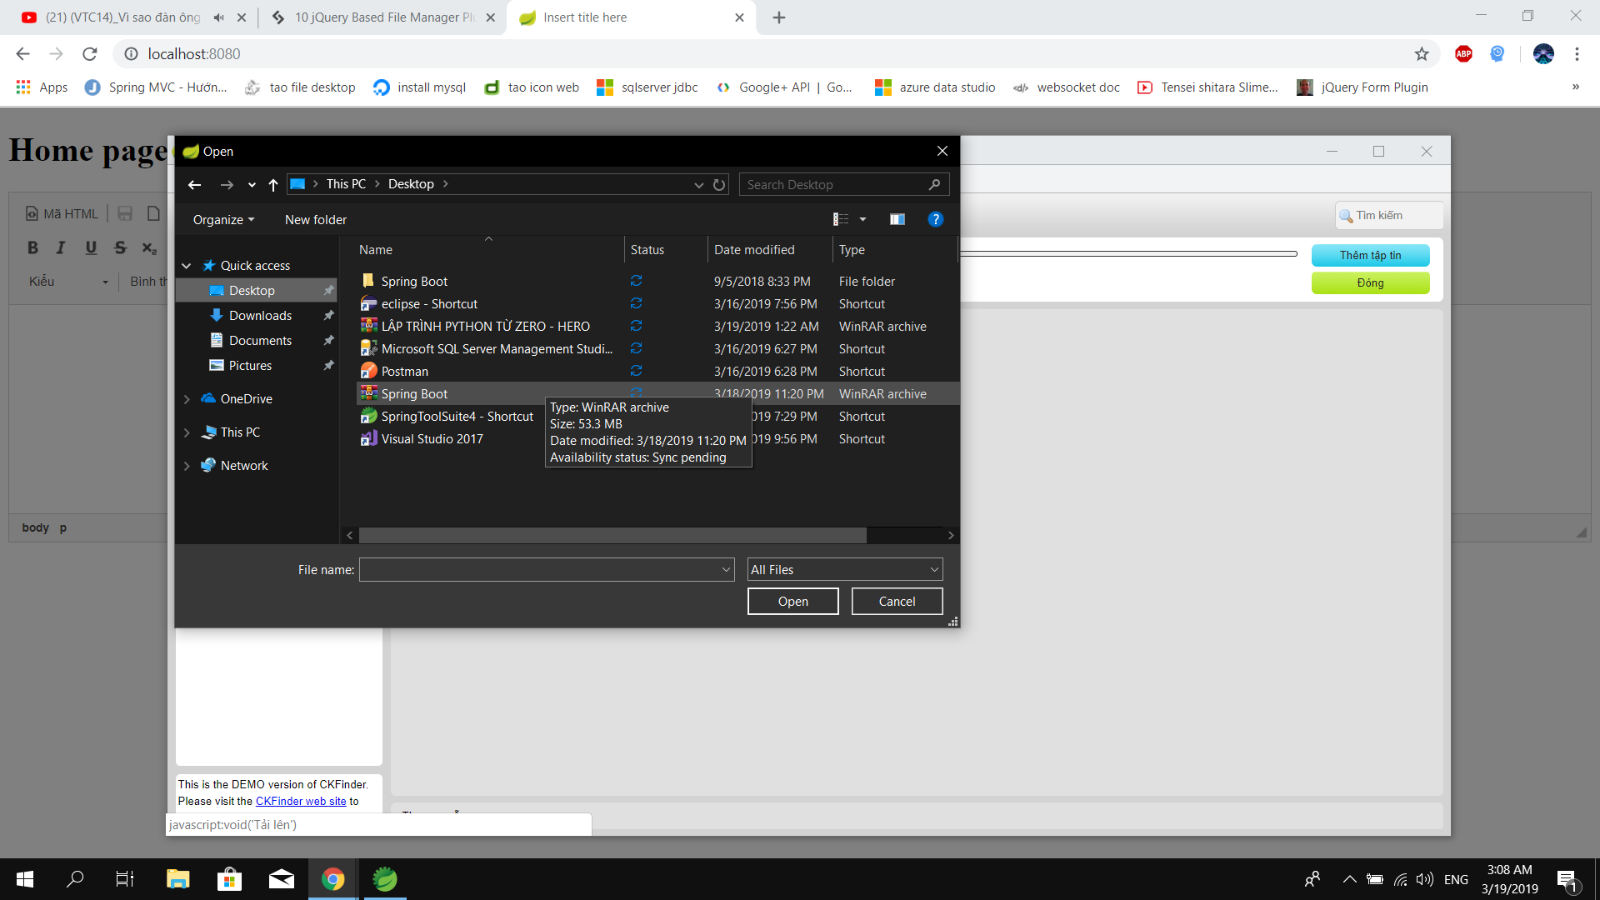 (21) (VTC14)_Vì sao đàn ông
10 jQuery Based File Manager Pl
Insert title here
localhost:8080
ABP
Apps
Spring MVC - Hướn...
tao file desktop
install mysql
tao icon web
sqlserver jdbc
Google+ API | Go...
azure data studio
websocket doc
Tensei shitara Slime...
jQuery Form Plugin
»
Home page
Open
This PC > Desktop >
Search Desktop
Organize
New folder
Mã HTML
B I U S x₂
Kiểu
Bình th
Tìm kiếm
Thêm tập tin
Đóng
Quick access
Desktop
Downloads
Documents
Pictures
OneDrive
This PC
Network
Name Status Date modified Type
Spring Boot 9/5/2018 8:33 PM File folder
eclipse - Shortcut 3/16/2019 7:56 PM Shortcut
LẬP TRÌNH PYTHON TỪ ZERO - HERO 3/19/2019 1:22 AM WinRAR archive
Microsoft SQL Server Management Studi... 3/16/2019 6:27 PM Shortcut
Postman 3/16/2019 6:28 PM Shortcut
Spring Boot 3/18/2019 11:20 PM WinRAR archive
SpringToolSuite4 - Shortcut 019 7:29 PM Shortcut
Visual Studio 2017 019 9:56 PM Shortcut
Type: WinRAR archive
Size: 53.3 MB
Date modified: 3/18/2019 11:20 PM
Availability status: Sync pending
body p
File name:
All Files
Open
Cancel
This is the DEMO version of CKFinder.
Please visit the CKFinder web site to
javascript:void('Tải lên')
ENG
3:08 AM
3/19/2019
1